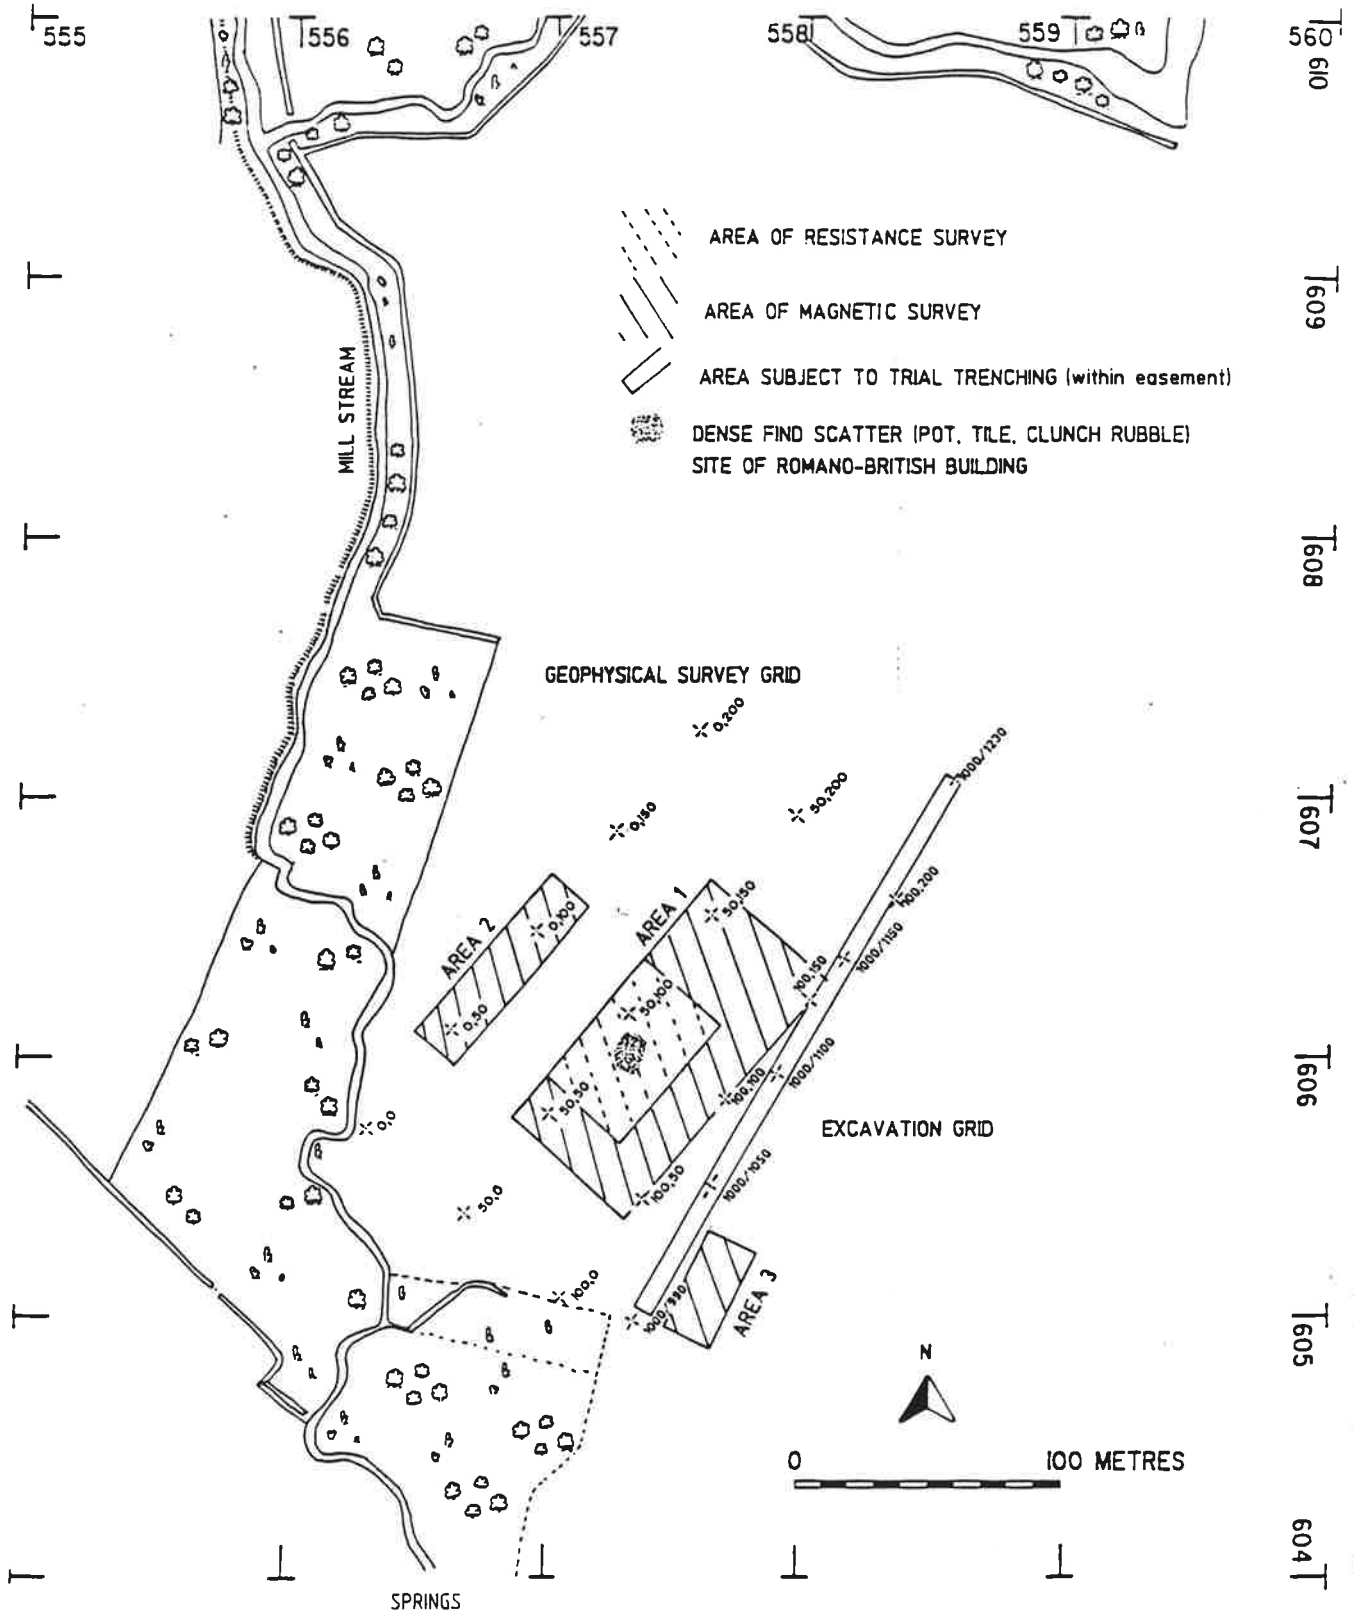 555
556
557
558
559
560
610
AREA OF RESISTANCE SURVEY
609
AREA OF MAGNETIC SURVEY
MILL STREAM
AREA SUBJECT TO TRIAL TRENCHING (within easement)
DENSE FIND SCATTER (POT, TILE, CLUNCH RUBBLE)
SITE OF ROMANO-BRITISH BUILDING
608
GEOPHYSICAL SURVEY GRID
0,200
1000/1230
50,200
0,150
607
100,200
AREA 1
50,150
0,100
AREA 2
1000/1150
100,150
50,100
0,50
1000/1100
606
100,100
50,50
0,0
EXCAVATION GRID
1000/1050
100,50
50,0
100,0
1000/990
AREA 3
605
N
0 100 METRES
604
SPRINGS